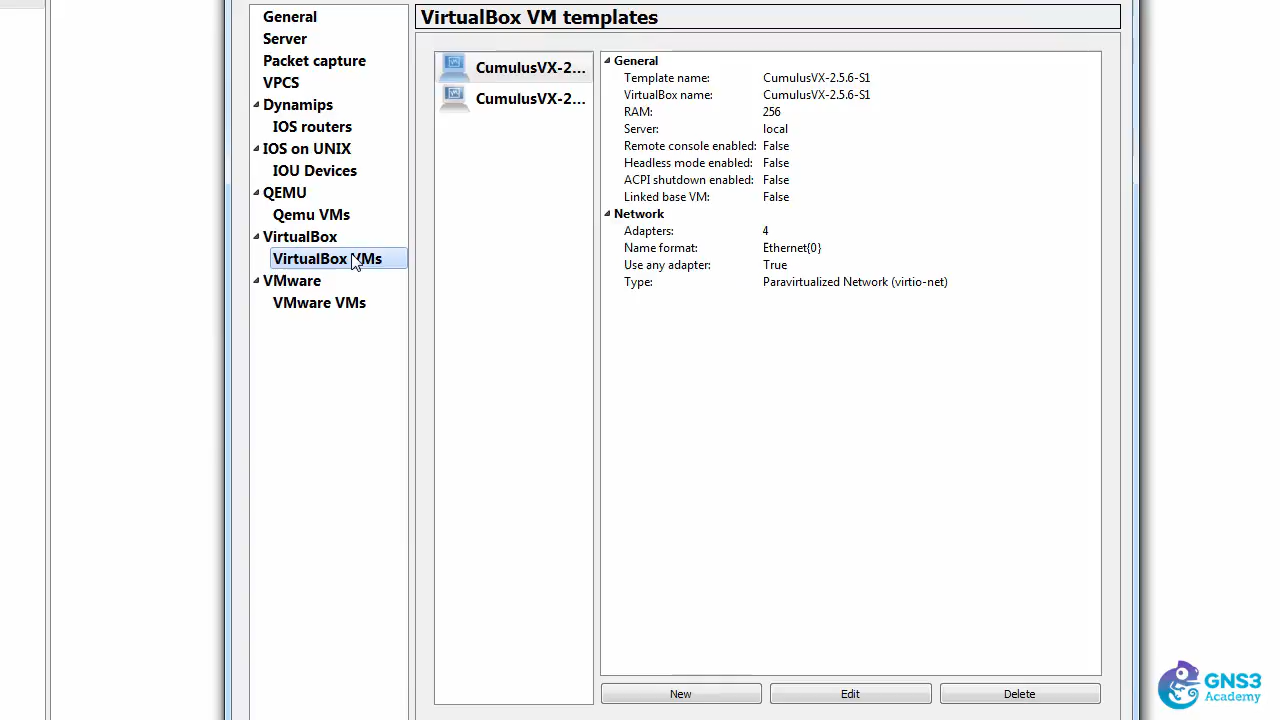 General
Server
Packet capture
VPCS
Dynamips
IOS routers
IOS on UNIX
IOU Devices
QEMU
Qemu VMs
VirtualBox
VirtualBox VMs
VMware
VMware VMs
VirtualBox VM templates
CumulusVX-2...
CumulusVX-2...
General
Template name: CumulusVX-2.5.6-S1
VirtualBox name: CumulusVX-2.5.6-S1
RAM: 256
Server: local
Remote console enabled: False
Headless mode enabled: False
ACPI shutdown enabled: False
Linked base VM: False
Network
Adapters: 4
Name format: Ethernet{0}
Use any adapter: True
Type: Paravirtualized Network (virtio-net)
New Edit Delete
GNS3
Academy